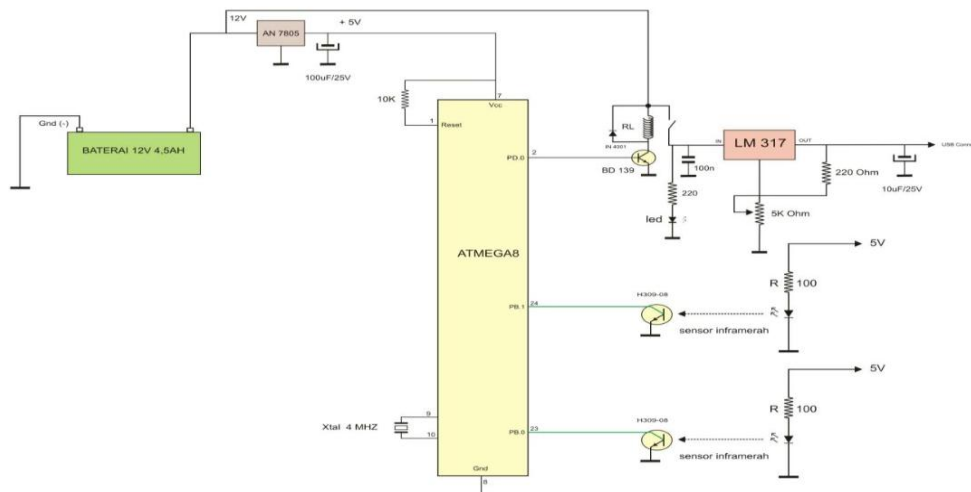 12V
AN 7805
+ 5V
100uF/25V
Gnd (-)
BATERAI 12V 4,5AH
10K
7
Vcc
1
Reset
PD.0
2
RL
IN 4001
BD 139
100n
220
led
IN
LM 317
OUT
220 Ohm
5K Ohm
10uF/25V
ATMEGA8
5V
R
100
H309-08
PB.1
24
sensor inframerah
5V
R
100
H309-08
PB.0
23
sensor inframerah
Xtal 4 MHZ
9
10
Gnd
8